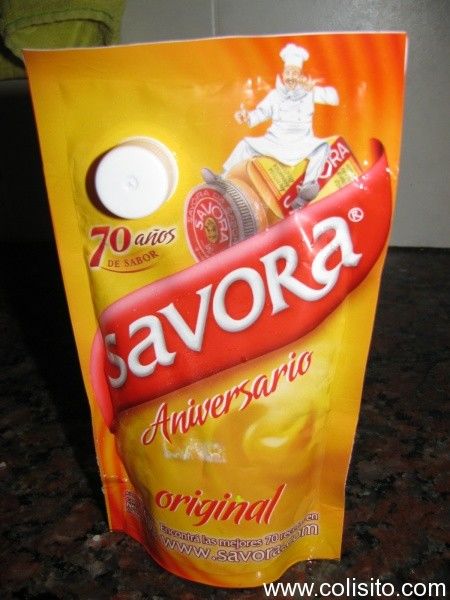 SAVORA
SAVORA
70 años
DE SABOR
SAVORA®
Aniversario
original
Encontrá las mejores 70 en
www.savora.com
www.colisito.com